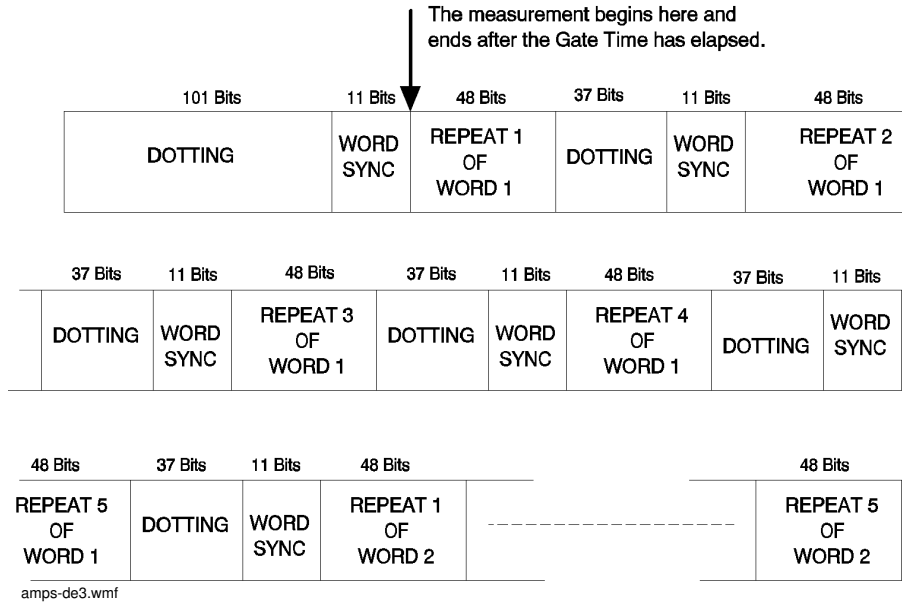 The measurement begins here and
ends after the Gate Time has elapsed.
101 Bits 11 Bits 48 Bits 37 Bits 11 Bits 48 Bits
DOTTING
WORD
SYNC
REPEAT 1
OF
WORD 1
DOTTING
WORD
SYNC
REPEAT 2
OF
WORD 1
37 Bits 11 Bits 48 Bits 37 Bits 11 Bits 48 Bits 37 Bits 11 Bits
DOTTING
WORD
SYNC
REPEAT 3
OF
WORD 1
DOTTING
WORD
SYNC
REPEAT 4
OF
WORD 1
DOTTING
WORD
SYNC
48 Bits 37 Bits 11 Bits 48 Bits 48 Bits
REPEAT 5
OF
WORD 1
DOTTING
WORD
SYNC
REPEAT 1
OF
WORD 2
REPEAT 5
OF
WORD 2
amps-de3.wmf